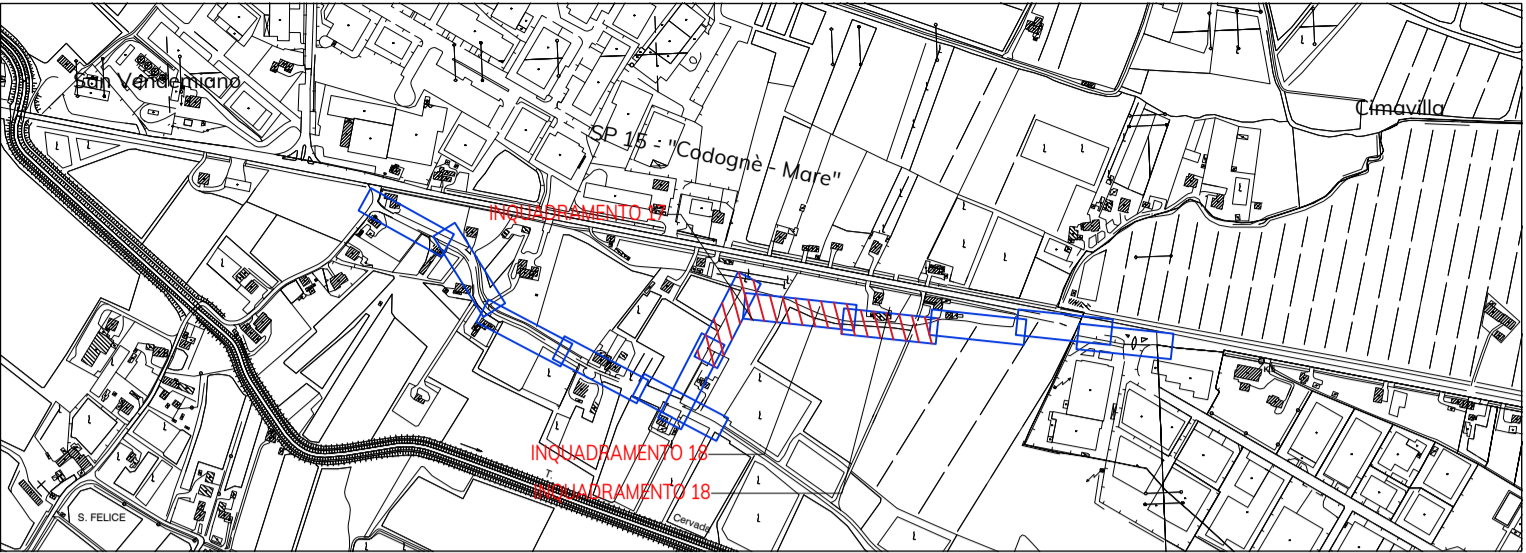 San Vendemiano
Cimavilla
SP 15 - "Codognè - Mare"
INQUADRAMENTO 17
INQUADRAMENTO 18
INQUADRAMENTO 18
S. FELICE
T.
Cervada